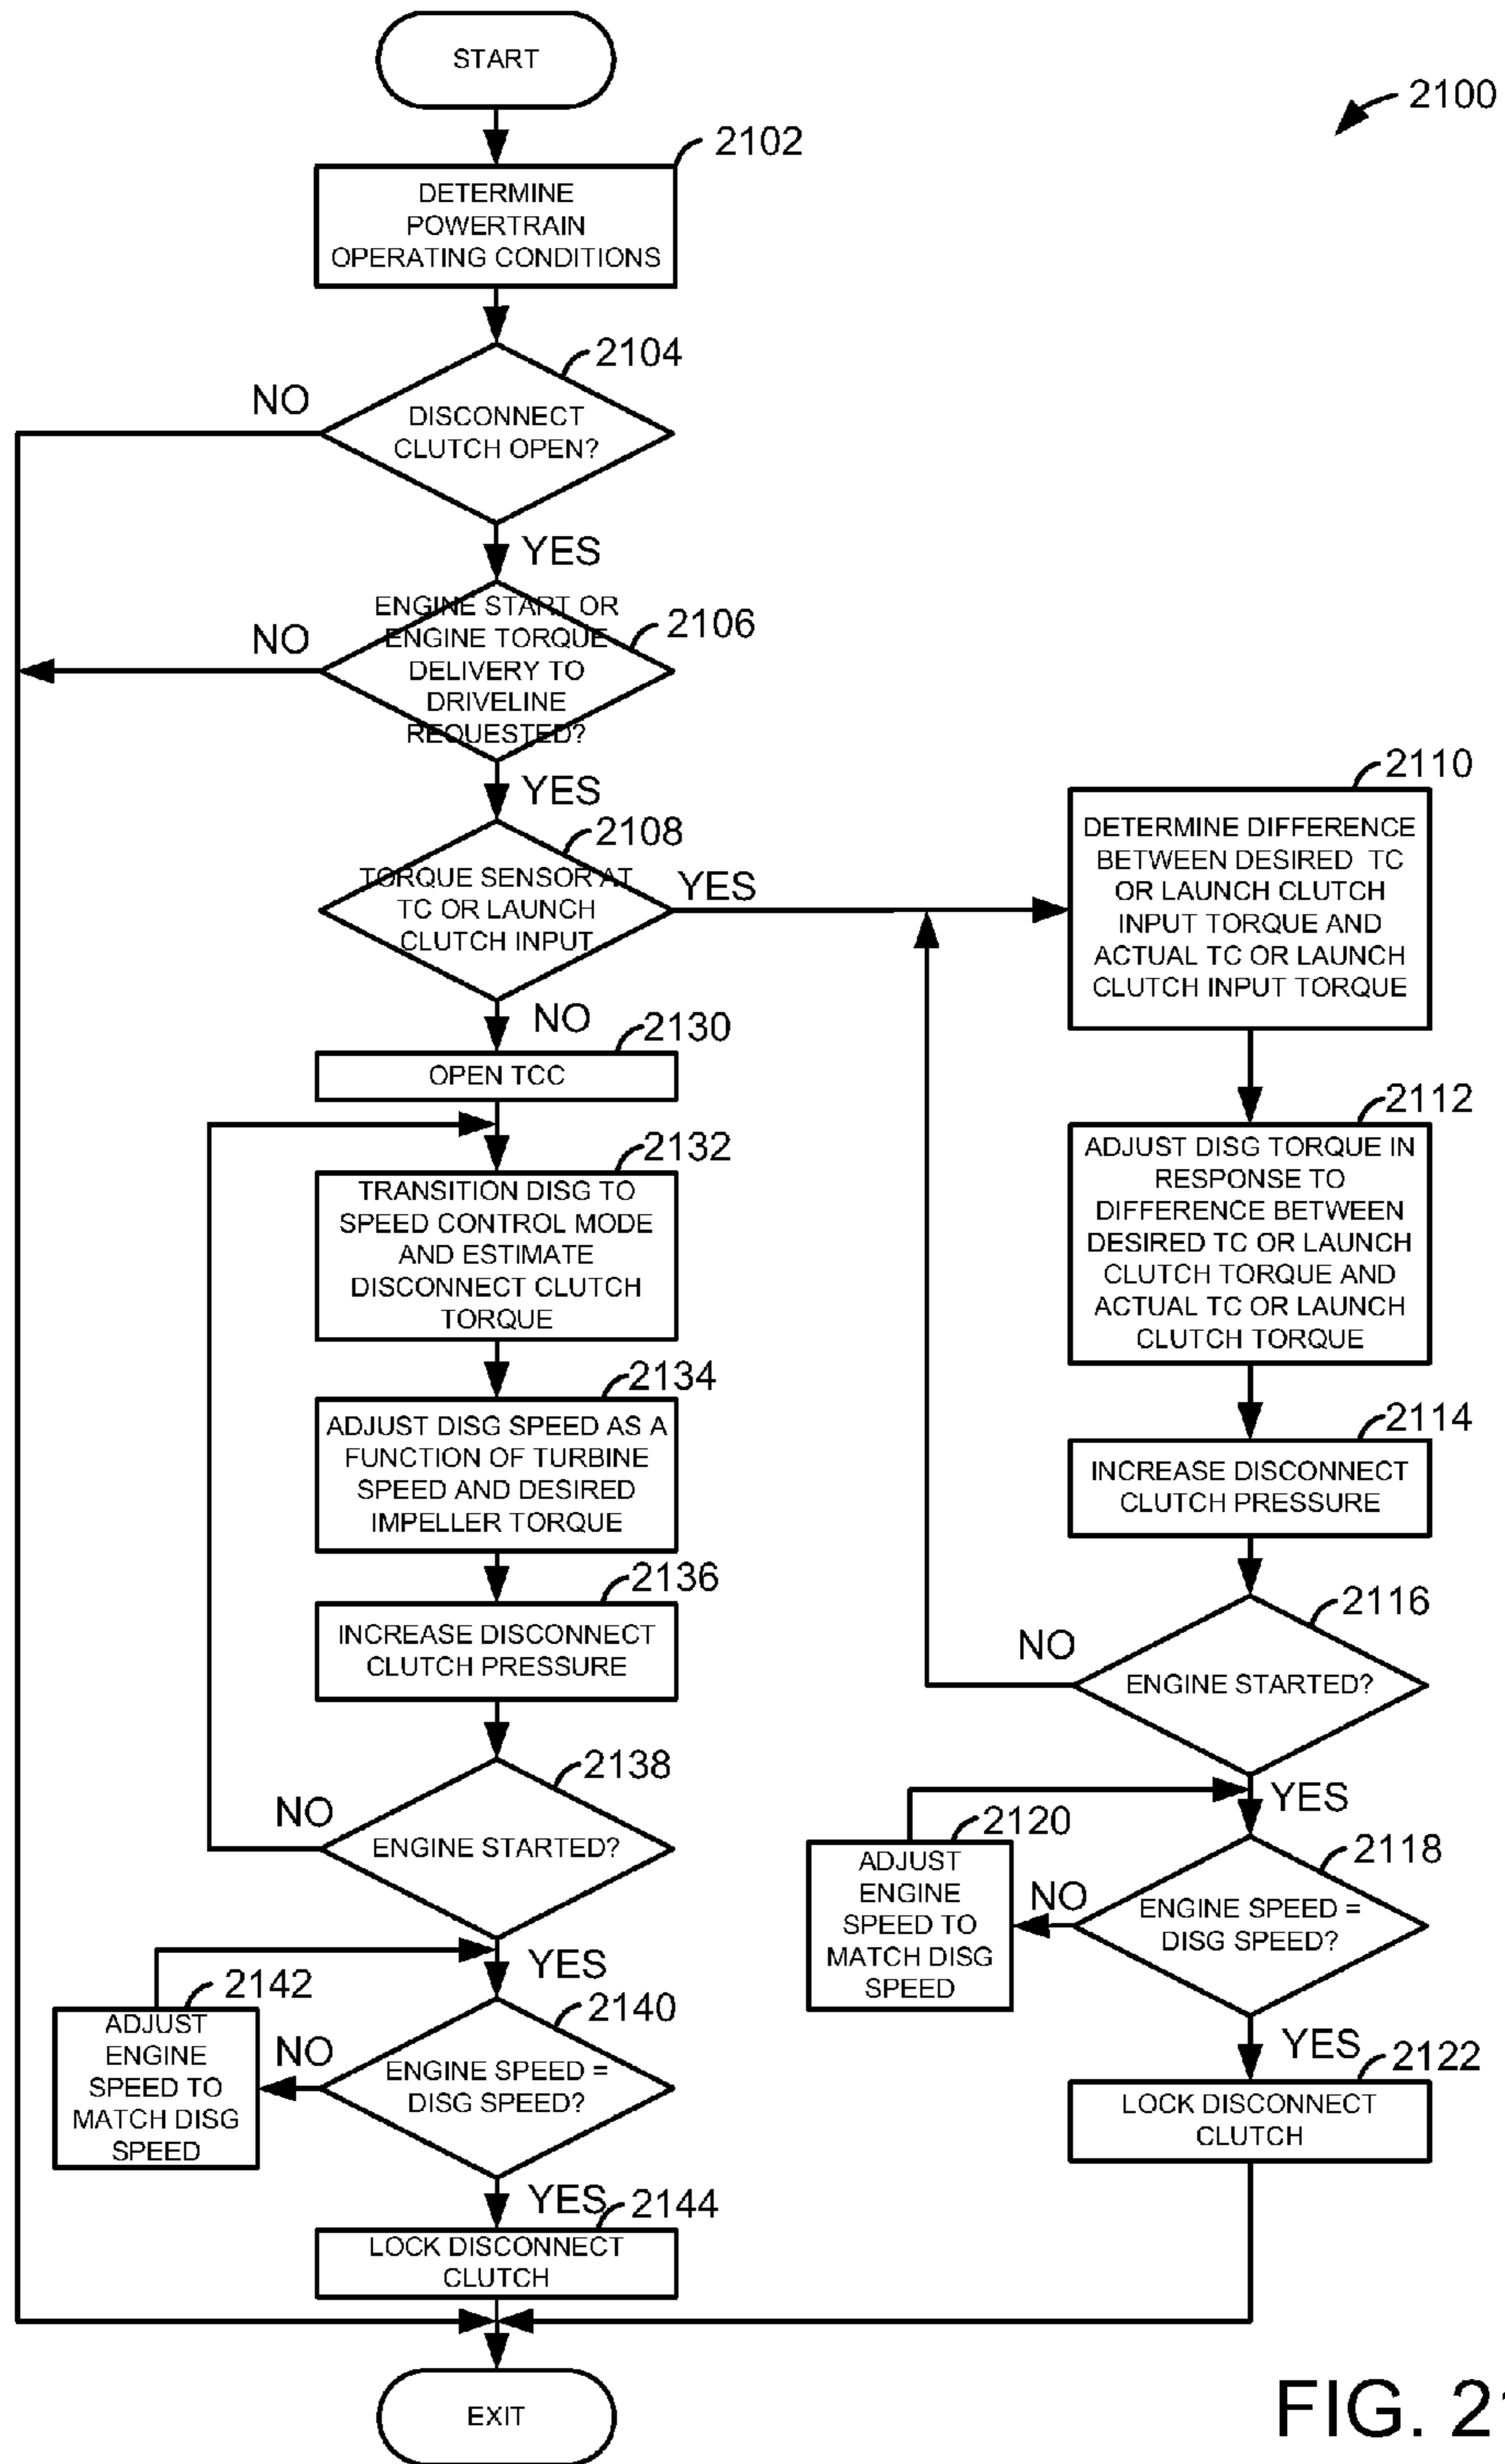 START
2100
2102
DETERMINE
POWERTRAIN
OPERATING CONDITIONS
2104
NO
DISCONNECT
CLUTCH OPEN?
YES
ENGINE START OR
ENGINE TORQUE
DELIVERY TO
DRIVELINE
REQUESTED?
2106
NO
YES
2108
TORQUE SENSOR AT
TC OR LAUNCH
CLUTCH INPUT
YES
NO
2110
DETERMINE DIFFERENCE
BETWEEN DESIRED TC
OR LAUNCH CLUTCH
INPUT TORQUE AND
ACTUAL TC OR LAUNCH
CLUTCH INPUT TORQUE
2112
ADJUST DISG TORQUE IN
RESPONSE TO
DIFFERENCE BETWEEN
DESIRED TC OR LAUNCH
CLUTCH TORQUE AND
ACTUAL TC OR LAUNCH
CLUTCH TORQUE
2114
INCREASE DISCONNECT
CLUTCH PRESSURE
2116
NO
ENGINE STARTED?
YES
2118
ENGINE SPEED =
DISG SPEED?
NO
2120
ADJUST
ENGINE
SPEED TO
MATCH DISG
SPEED
YES
2122
LOCK DISCONNECT
CLUTCH
2130
OPEN TCC
2132
TRANSITION DISG TO
SPEED CONTROL MODE
AND ESTIMATE
DISCONNECT CLUTCH
TORQUE
2134
ADJUST DISG SPEED AS A
FUNCTION OF TURBINE
SPEED AND DESIRED
IMPELLER TORQUE
2136
INCREASE DISCONNECT
CLUTCH PRESSURE
2138
NO
ENGINE STARTED?
YES
2140
ENGINE SPEED =
DISG SPEED?
NO
2142
ADJUST
ENGINE
SPEED TO
MATCH DISG
SPEED
YES
2144
LOCK DISCONNECT
CLUTCH
EXIT
FIG. 21